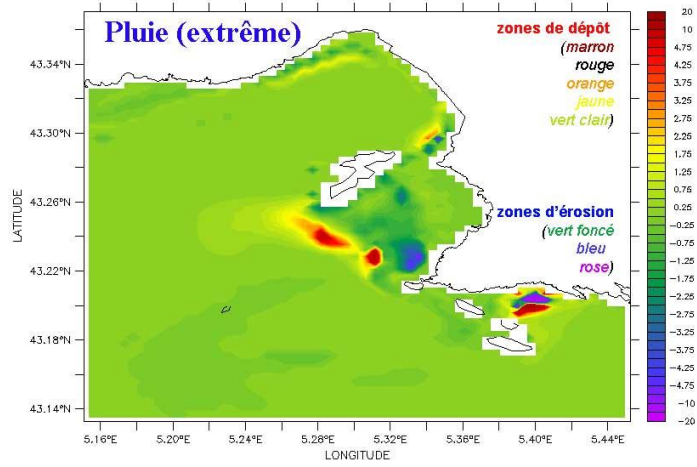 Pluie (extrême)
zones de dépôt
(marron
rouge
orange
jaune
vert clair)
zones d'érosion
(vert foncé
bleu
rose)
LATITUDE
43.34°N
43.30°N
43.26°N
43.22°N
43.18°N
43.14°N
5.16°E 5.20°E 5.24°E 5.28°E 5.32°E 5.36°E 5.40°E 5.44°E
LONGITUDE
20
10
4.75
4.25
3.75
3.25
2.75
2.25
1.75
1.25
0.75
0.25
-0.25
-0.75
-1.25
-1.75
-2.25
-2.75
-3.25
-3.75
-4.25
-4.75
-10
-20